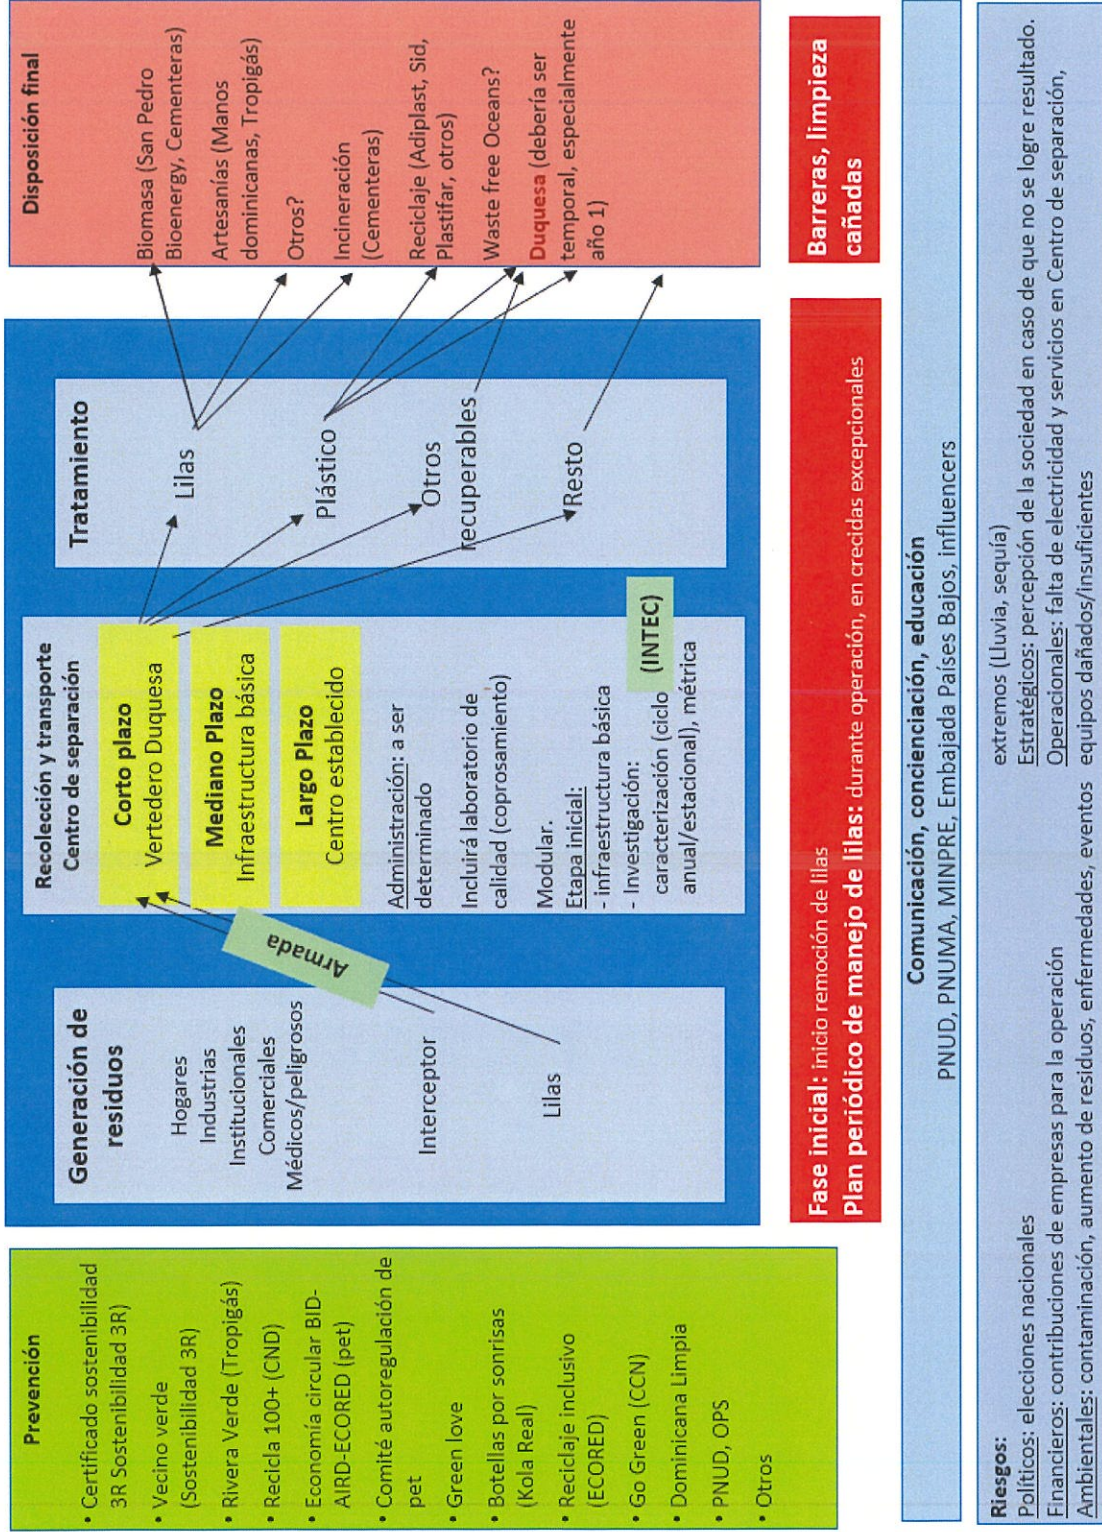 Prevención
• Certificado sostenibilidad
3R Sostenibilidad 3R)
• Vecino verde
(Sostenibilidad 3R)
• Rivera Verde (Tropigás)
• Recicla 100+ (CND)
• Economía circular BID-
AIRD-ECORED (pet)
• Comité autoregulación de
pet
• Green love
• Botellas por sonrisas
(Kola Real)
• Reciclaje inclusivo
(ECORED)
• Go Green (CCN)
• Dominicana Limpia
• PNUD, OPS
• Otros
Generación de
residuos
Hogares
Industrias
Institucionales
Comerciales
Médicos/peligrosos
Interceptor
Lilas
Armada
Recolección y transporte
Centro de separación
Corto plazo
Vertedero Duquesa
Mediano Plazo
Infraestructura básica
Largo Plazo
Centro establecido
Administración: a ser
determinado
Incluirá laboratorio de
calidad (coprosamiento)
Modular.
Etapa inicial:
- infraestructura básica
- Investigación:
caracterización (ciclo
anual/estacional), métrica
(INTEC)
Tratamiento
Lilas
Plástico
Otros
recuperables
Resto
Disposición final
Biomasa (San Pedro
Bioenergy, Cementeras)
Artesanías (Manos
dominicanas, Tropigás)
Otros?
Incineración
(Cementeras)
Reciclaje (Adiplast, Sid,
Plastifar, otros)
Waste free Oceans?
Duquesa (debería ser
temporal, especialmente
año 1)
Fase inicial: inicio remoción de lilas
Plan periódico de manejo de lilas: durante operación, en crecidas excepcionales
Barreras, limpieza
cañadas
Comunicación, concienciación, educación
PNUD, PNUMA, MINPRE, Embajada Países Bajos, influencers
Riesgos:
Políticos: elecciones nacionales
Financieros: contribuciones de empresas para la operación
Ambientales: contaminación, aumento de residuos, enfermedades, eventos
extremos (Lluvia, sequía)
Estratégicos: percepción de la sociedad en caso de que no se logre resultado.
Operacionales: falta de electricidad y servicios en Centro de separación,
equipos dañados/insuficientes